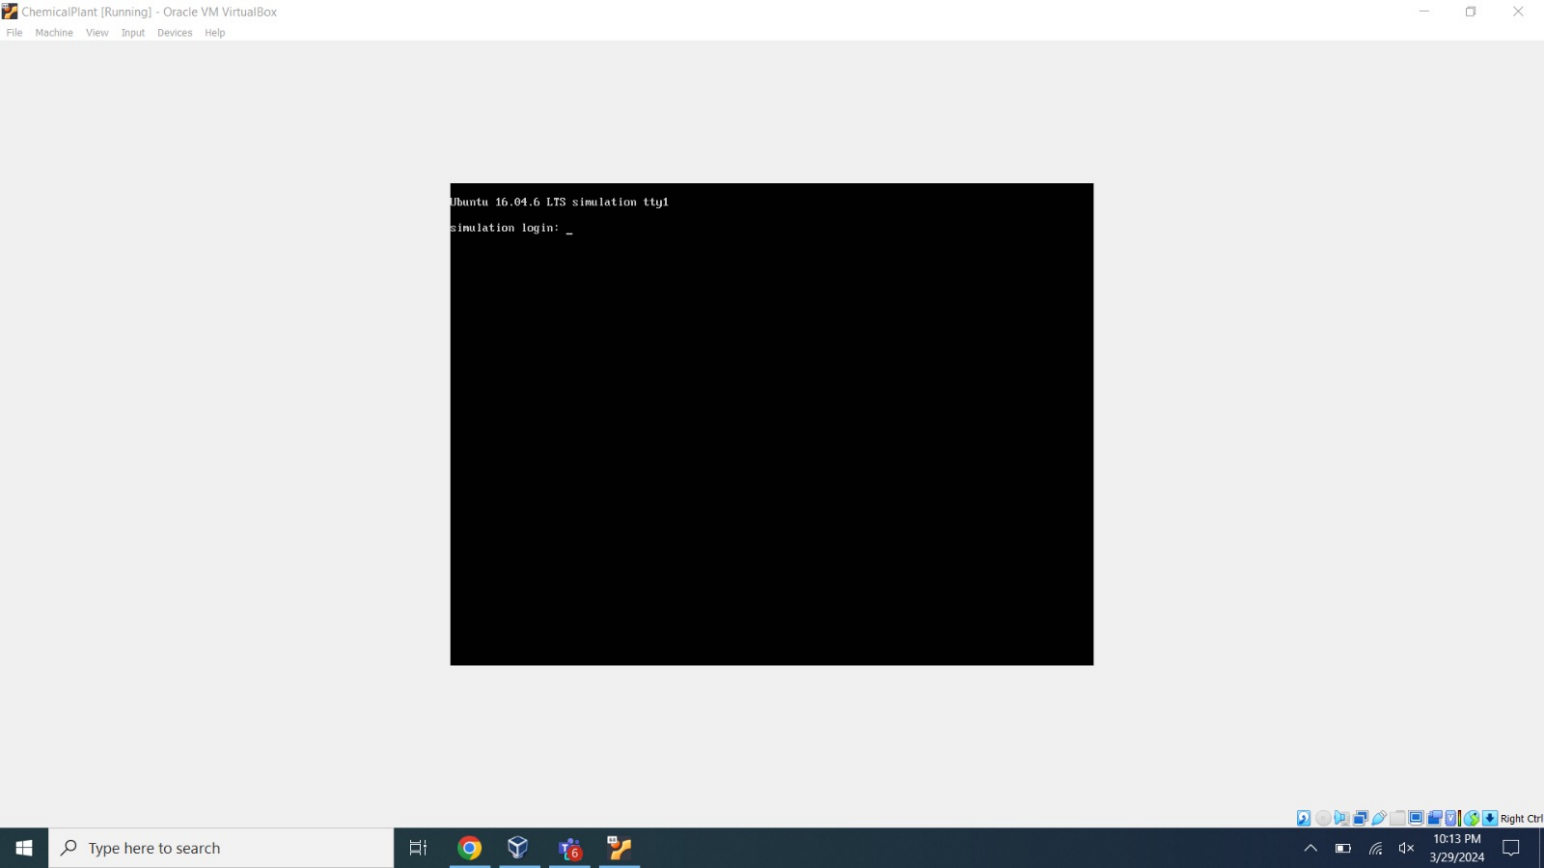 ChemicalPlant [Running] - Oracle VM VirtualBox
File Machine View Input Devices Help
Ubuntu 16.04.6 LTS simulation tty1
simulation login: _
Right Ctrl
Type here to search
6
10:13 PM
3/29/2024